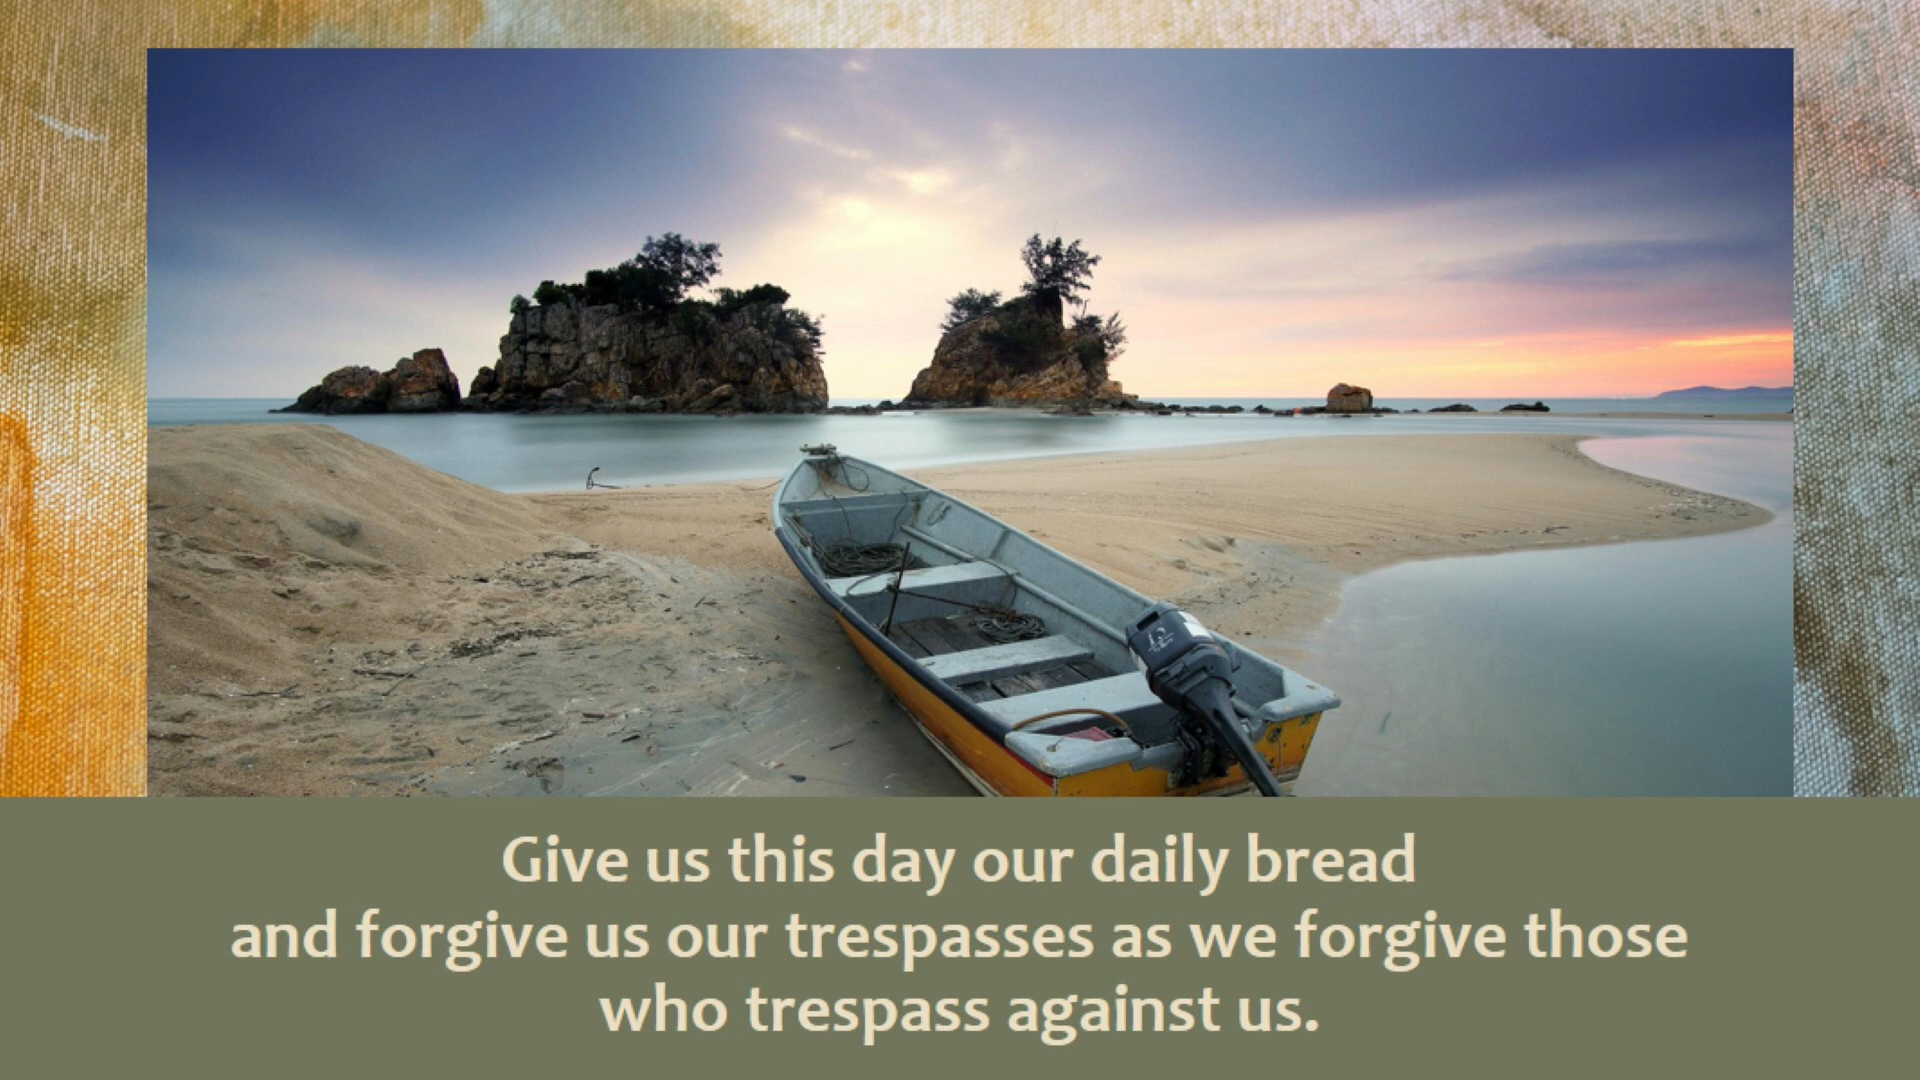 Give us this day our daily bread
and forgive us our trespasses as we forgive those
who trespass against us.